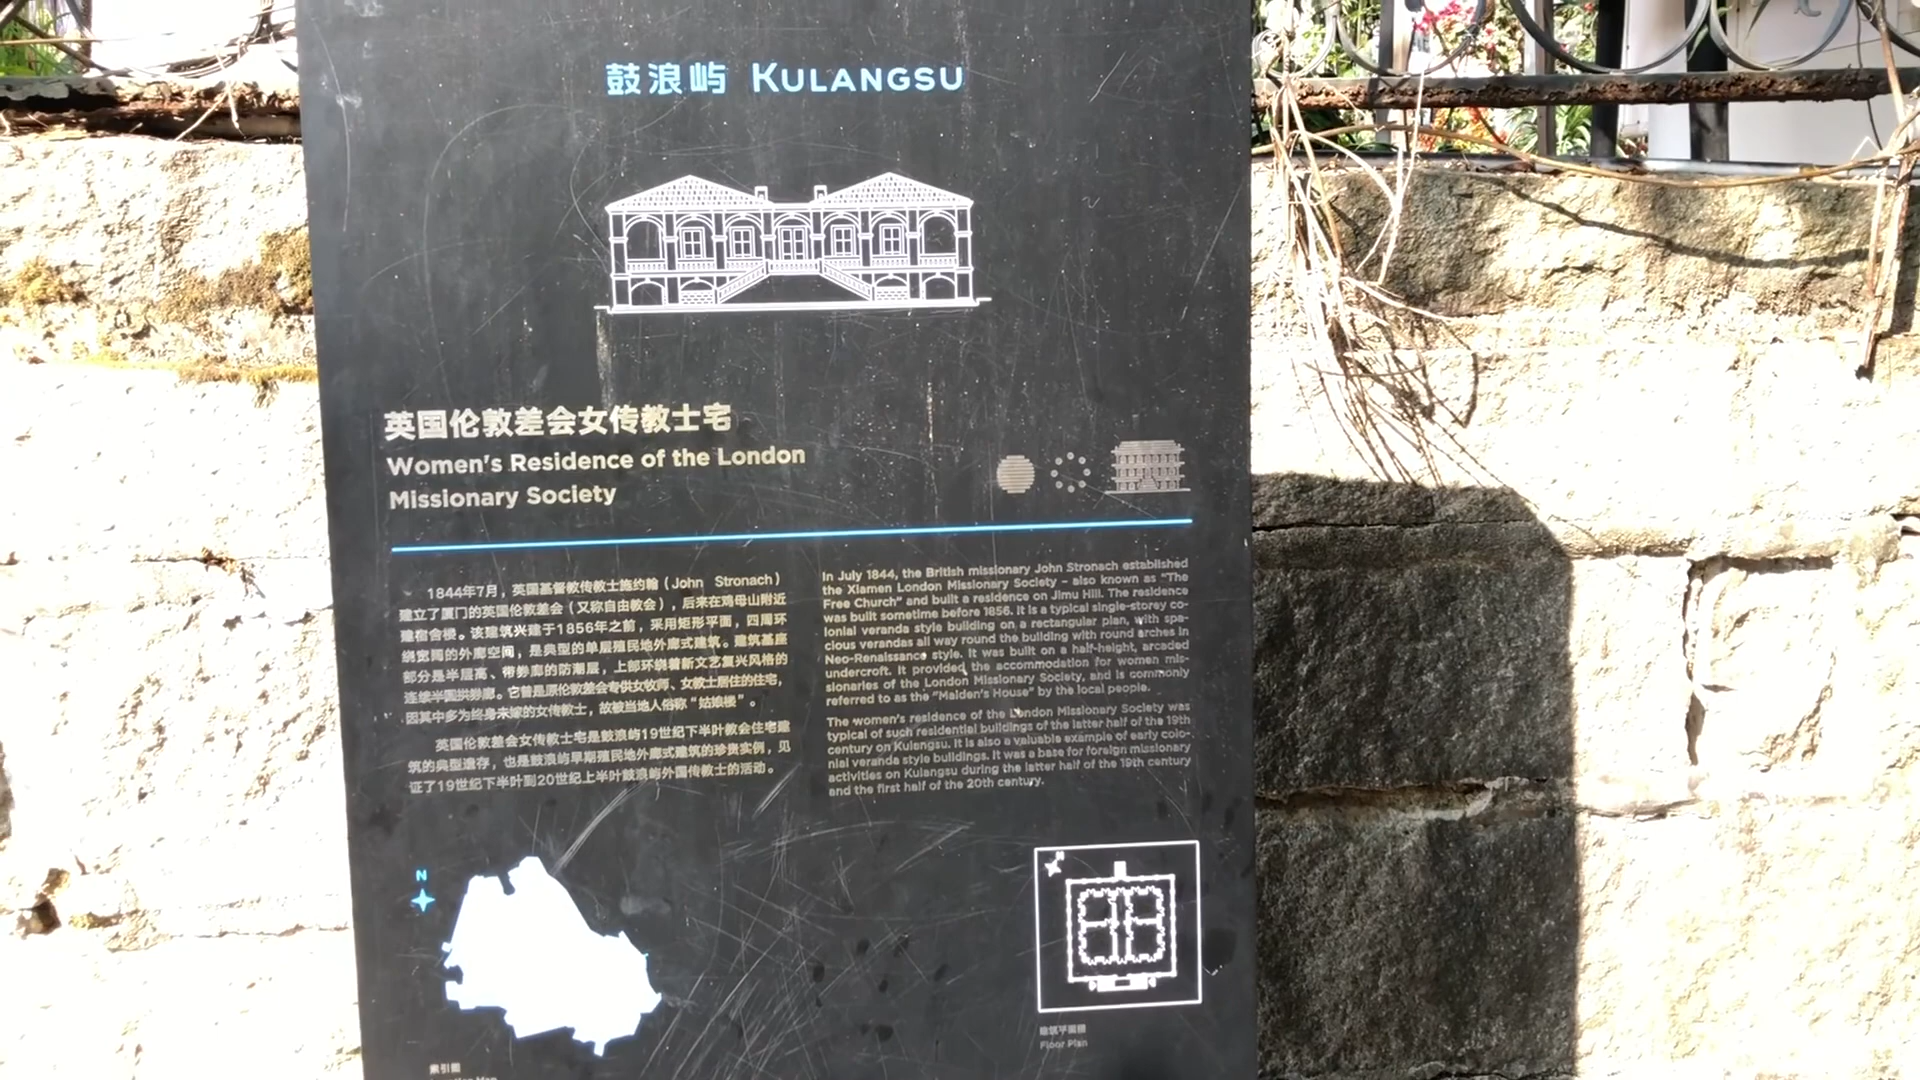 鼓浪屿 KULANGSU
英国伦敦差会女传教士宅
Women's Residence of the London
Missionary Society
1844年7月，英国基督教传教士施约翰（John Stronach）
建立了厦门的英国伦敦差会（又称自由教会），后来在鸡母山附近
建宿舍楼。该建筑兴建于1856年之前，采用矩形平面，四周环
绕宽阔的外廊空间，是典型的单层殖民地外廊式建筑。建筑基座
部分是半层高、带券廊的防潮层，上部环绕着新文艺复兴风格的
连续半圆拱券廊。它曾是原伦敦差会专供女牧师、女教士居住的住宅，
因其中多为终身未嫁的女传教士，故被当地人俗称“姑娘楼”。
英国伦敦差会女传教士宅是鼓浪屿19世纪下半叶教会住宅建
筑的典型遗存，也是鼓浪屿早期殖民地外廊式建筑的珍贵实例，见
证了19世纪下半叶到20世纪上半叶鼓浪屿外国传教士的活动。
In July 1844, the British missionary John Stronach established
the Xiamen London Missionary Society - also known as "The
Free Church" and built a residence on Jimu Hill. The residence
was built sometime before 1856. It is a typical single-storey co-
lonial veranda style building on a rectangular plan, with spa-
cious verandas all way round the building with round arches in
Neo-Renaissance style. It was built on a half-height, arcaded
undercroft. It provided the accommodation for women mis-
sionaries of the London Missionary Society, and is commonly
referred to as the "Maiden's House" by the local people.
The women's residence of the London Missionary Society was
typical of such residential buildings of the latter half of the 19th
century on Kulangsu. It is also a valuable example of early colo-
nial veranda style buildings. It was a base for foreign missionary
activities on Kulangsu during the latter half of the 19th century
and the first half of the 20th century.
N
N
建筑平面图
Floor Plan
索引图